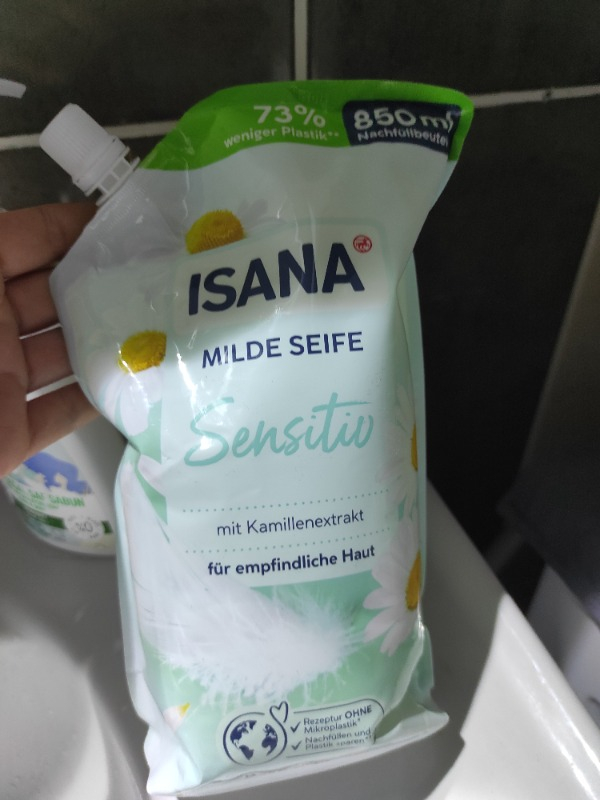 73%
weniger Plastik**
850 ml
Nachfüllbeutel
ISANA
MILDE SEIFE
Sensitiv
mit Kamillenextrakt
für empfindliche Haut
Rezeptur OHNE
Mikroplastik*
Nachfüllen und
Plastik sparen**
SABUN